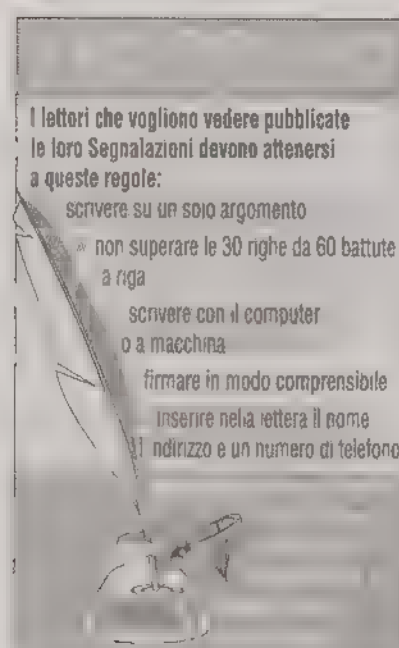 I lettori che vogliono vedere pubblicate
le loro Segnalazioni devono attenersi
a queste regole:
scrivere su un solo argomento
non superare le 30 righe da 60 battute
a riga
scrivere con il computer
o a macchina
firmare in modo comprensibile
inserire nella lettera il nome
l indirizzo e un numero di telefono